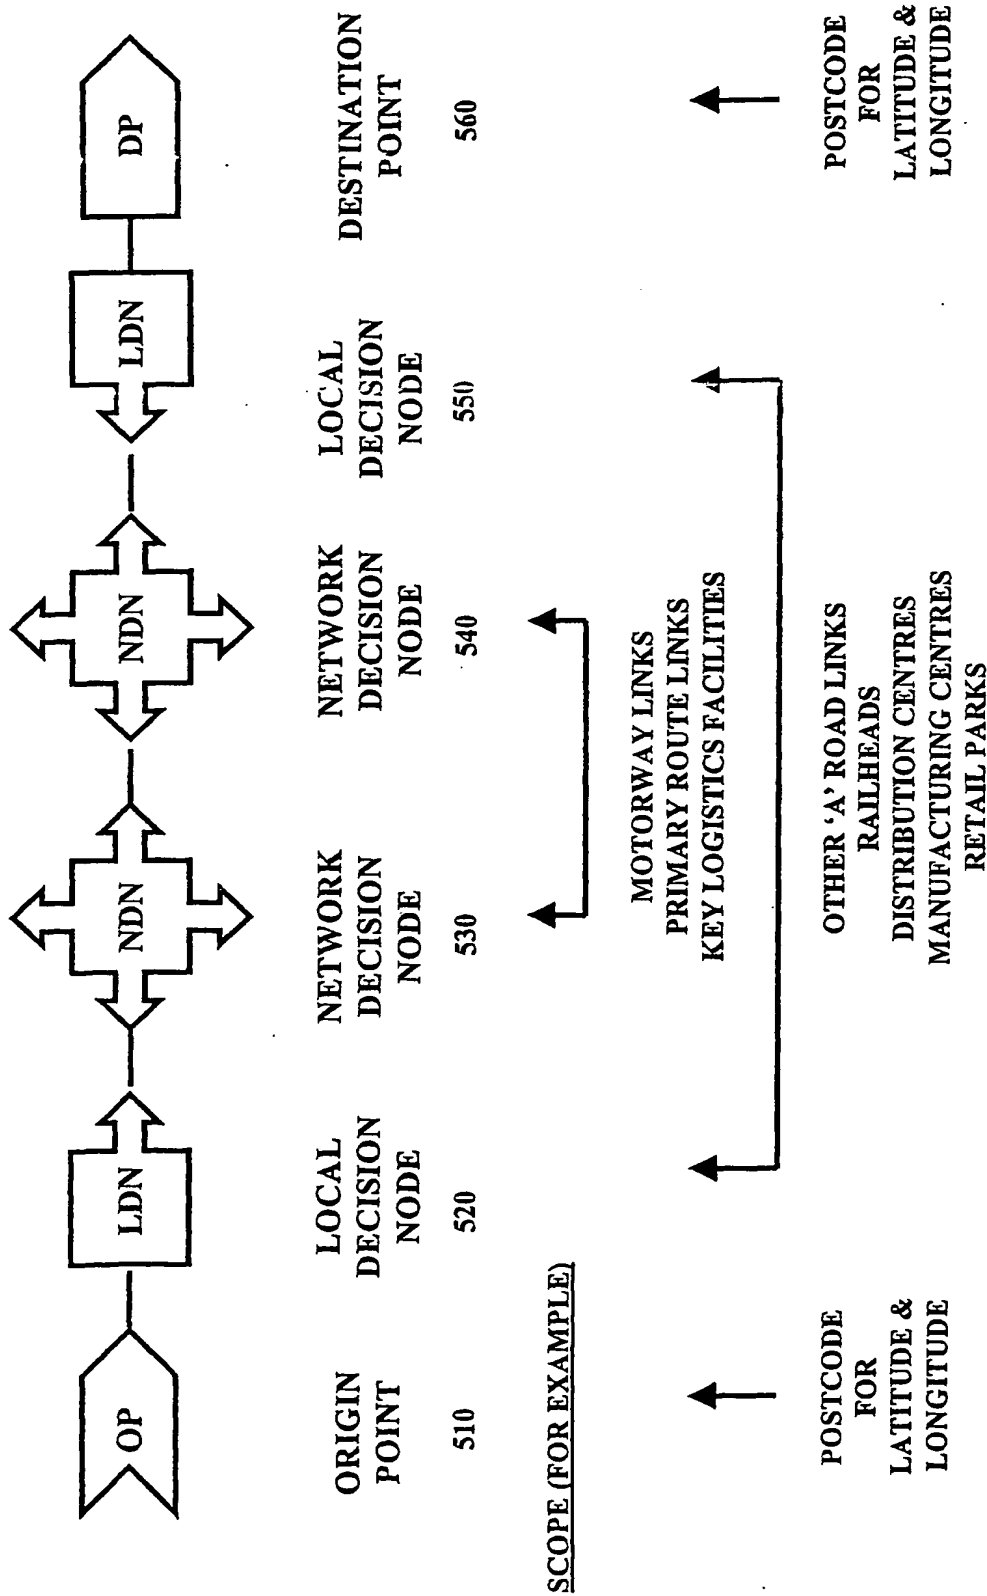 OP
LDN
NDN
NDN
LDN
DP
ORIGIN
POINT
510
LOCAL
DECISION
NODE
520
NETWORK
DECISION
NODE
530
NETWORK
DECISION
NODE
540
LOCAL
DECISION
NODE
550
DESTINATION
POINT
560
SCOPE (FOR EXAMPLE)
MOTORWAY LINKS
PRIMARY ROUTE LINKS
KEY LOGISTICS FACILITIES
POSTCODE
FOR
LATITUDE &
LONGITUDE
OTHER ‘A’ ROAD LINKS
RAILHEADS
DISTRIBUTION CENTRES
MANUFACTURING CENTRES
RETAIL PARKS
POSTCODE
FOR
LATITUDE &
LONGITUDE